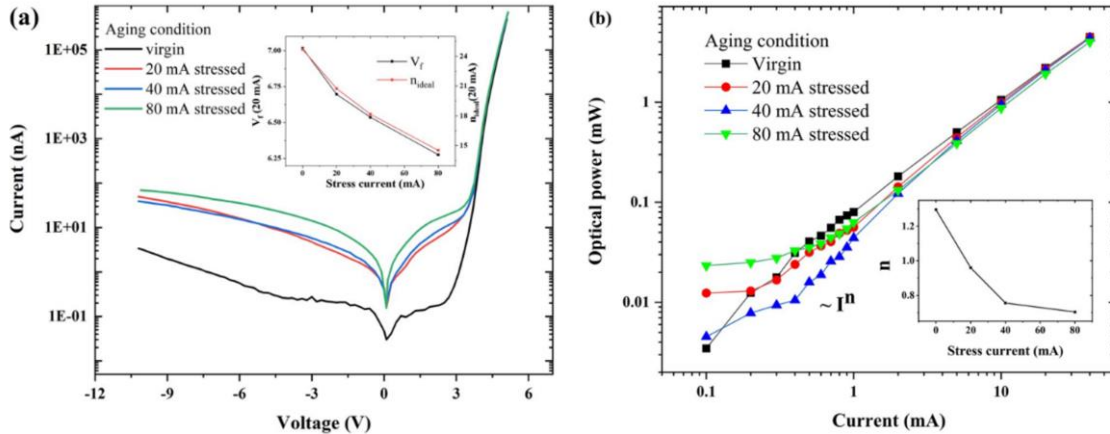 (a)
Aging condition
virgin
20 mA stressed
40 mA stressed
80 mA stressed
Current (nA)
1E+05
1E+03
1E+01
1E-01
-12
-9
-6
-3
0
3
6
Voltage (V)
V_f (20 mA)
7.00
6.75
6.50
6.25
V_f
n_ideal
24
21
18
15
n_ideal(20 mA)
0
20
40
60
80
Stress current (mA)
(b)
Aging condition
Virgin
20 mA stressed
40 mA stressed
80 mA stressed
Optical power (mW)
1
0.1
0.01
~ I^n
0.1
1
10
Current (mA)
n
1.2
1.0
0.8
0
20
40
60
80
Stress current (mA)